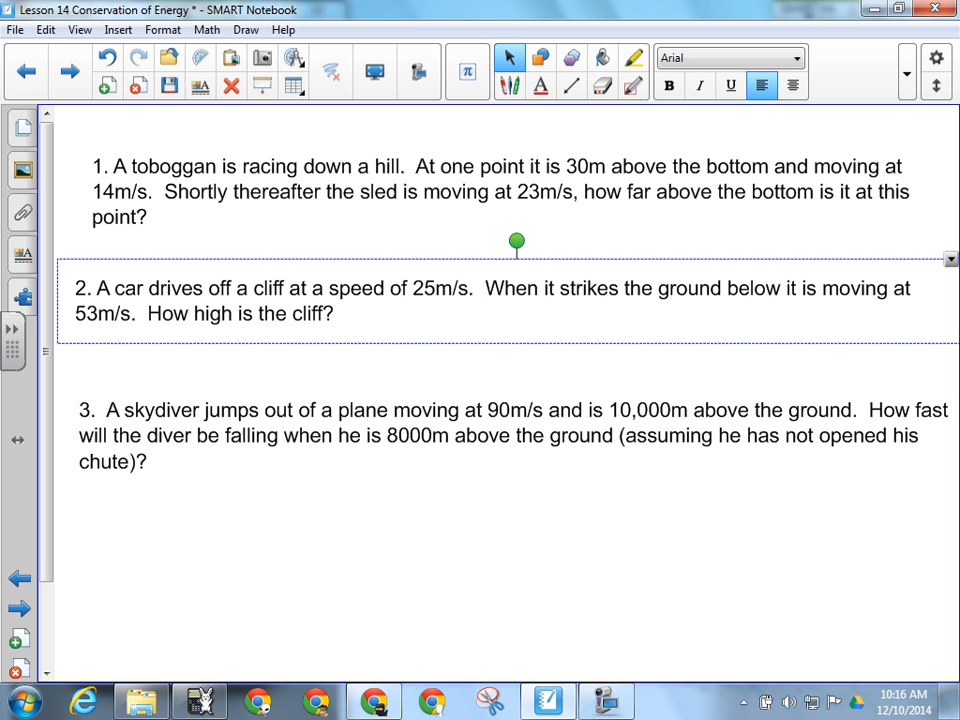 Lesson 14 Conservation of Energy * - SMART Notebook
File Edit View Insert Format Math Draw Help
π
Arial
A
B I U
1. A toboggan is racing down a hill. At one point it is 30m above the bottom and moving at
14m/s. Shortly thereafter the sled is moving at 23m/s, how far above the bottom is it at this
point?
2. A car drives off a cliff at a speed of 25m/s. When it strikes the ground below it is moving at
53m/s. How high is the cliff?
3. A skydiver jumps out of a plane moving at 90m/s and is 10,000m above the ground. How fast
will the diver be falling when he is 8000m above the ground (assuming he has not opened his
chute)?
10:16 AM
12/10/2014